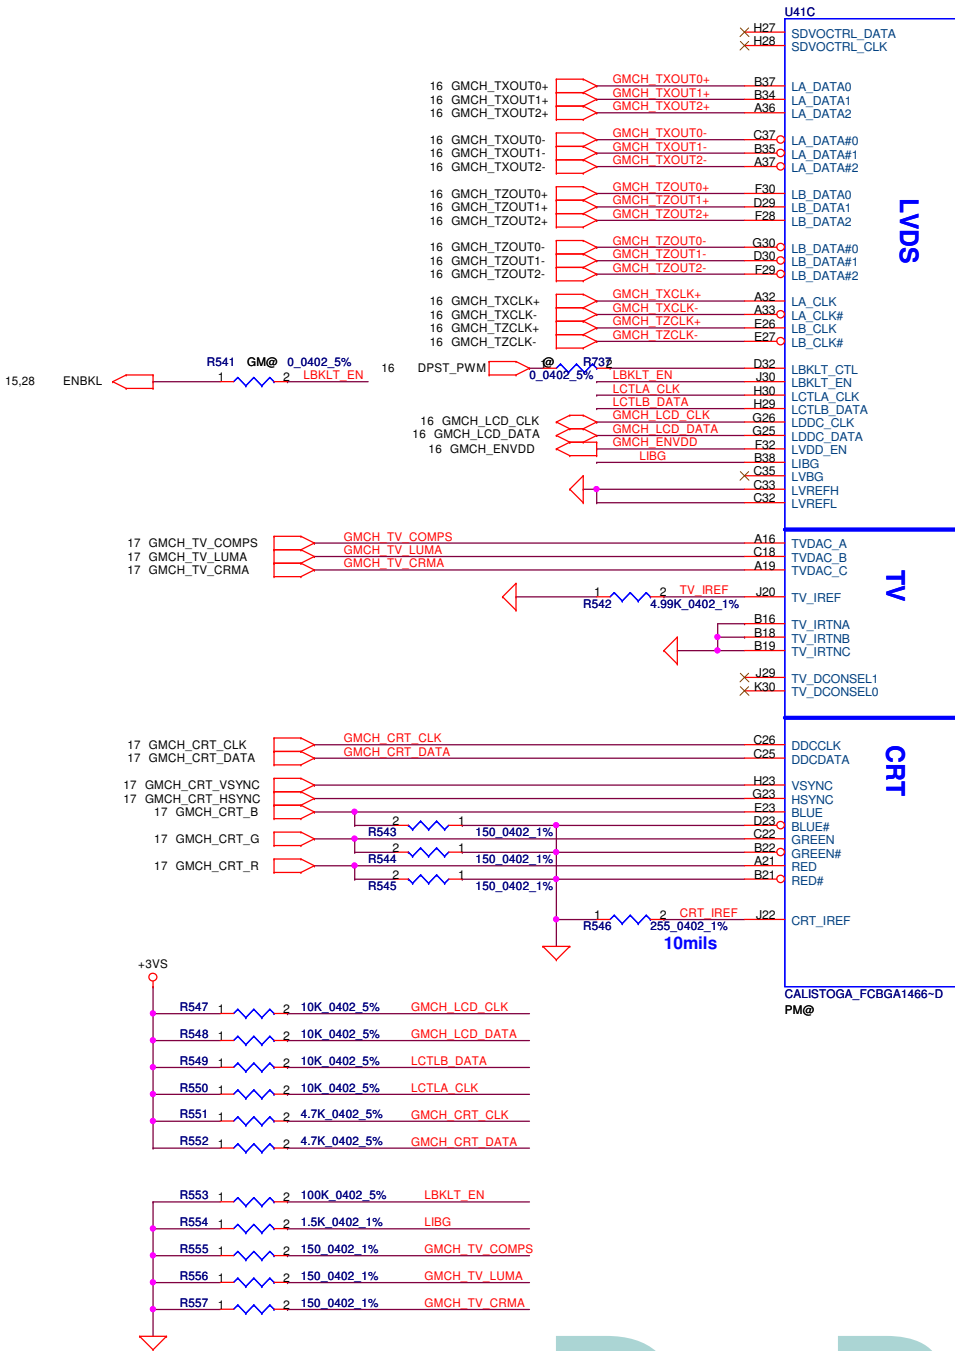 U41C
H27 SDVOCTRL_DATA
H28 SDVOCTRL_CLK
16 GMCH_TXOUT0+ GMCH_TXOUT0+ B37 LA_DATA0
16 GMCH_TXOUT1+ GMCH_TXOUT1+ B34 LA_DATA1
16 GMCH_TXOUT2+ GMCH_TXOUT2+ A36 LA_DATA2
16 GMCH_TXOUT0- GMCH_TXOUT0- C37 LA_DATA#0
16 GMCH_TXOUT1- GMCH_TXOUT1- B35 LA_DATA#1
16 GMCH_TXOUT2- GMCH_TXOUT2- A37 LA_DATA#2
16 GMCH_TZOUT0+ GMCH_TZOUT0+ F30 LB_DATA0
16 GMCH_TZOUT1+ GMCH_TZOUT1+ D29 LB_DATA1
16 GMCH_TZOUT2+ GMCH_TZOUT2+ F28 LB_DATA2
LVDS
16 GMCH_TZOUT0- GMCH_TZOUT0- G30 LB_DATA#0
16 GMCH_TZOUT1- GMCH_TZOUT1- D30 LB_DATA#1
16 GMCH_TZOUT2- GMCH_TZOUT2- F29 LB_DATA#2
16 GMCH_TXCLK+ GMCH_TXCLK+ A32 LA_CLK
16 GMCH_TXCLK- GMCH_TXCLK- A33 LA_CLK#
16 GMCH_TZCLK+ GMCH_TZCLK+ E26 LB_CLK
16 GMCH_TZCLK- GMCH_TZCLK- E27 LB_CLK#
R541 GM@ 0_0402_5% 16 DPST_PWM 1 @ R737 2 0_0402_5% D32 LBKLT_CTL
15,28 ENBKL 1 2 LBKLT_EN LBKLT_EN J30 LBKLT_EN
LCTLA_CLK H30 LCTLA_CLK
LCTLB_DATA H29 LCTLB_DATA
16 GMCH_LCD_CLK GMCH_LCD_CLK G26 LDDC_CLK
16 GMCH_LCD_DATA GMCH_LCD_DATA G25 LDDC_DATA
16 GMCH_ENVDD GMCH_ENVDD F32 LVDD_EN
LIBG B38 LIBG
C35 LVBG
C33 LVREFH
C32 LVREFL
17 GMCH_TV_COMPS GMCH_TV_COMPS A16 TVDAC_A
17 GMCH_TV_LUMA GMCH_TV_LUMA C18 TVDAC_B
17 GMCH_TV_CRMA GMCH_TV_CRMA A19 TVDAC_C
TV
R542 1 2 4.99K_0402_1% TV_IREF J20 TV_IREF
B16 TV_IRTNA
B18 TV_IRTNB
B19 TV_IRTNC
J29 TV_DCONSEL1
K30 TV_DCONSEL0
17 GMCH_CRT_CLK GMCH_CRT_CLK C26 DDCCLK
17 GMCH_CRT_DATA GMCH_CRT_DATA C25 DDCDATA
CRT
17 GMCH_CRT_VSYNC H23 VSYNC
17 GMCH_CRT_HSYNC G23 HSYNC
17 GMCH_CRT_B E23 BLUE
R543 2 1 150_0402_1% D23 BLUE#
17 GMCH_CRT_G C22 GREEN
R544 2 1 150_0402_1% B22 GREEN#
17 GMCH_CRT_R A21 RED
R545 2 1 150_0402_1% B21 RED#
R546 1 2 255_0402_1% CRT_IREF J22 CRT_IREF
10mils
CALISTOGA_FCBGA1466~D
PM@
+3VS
R547 1 2 10K_0402_5% GMCH_LCD_CLK
R548 1 2 10K_0402_5% GMCH_LCD_DATA
R549 1 2 10K_0402_5% LCTLB_DATA
R550 1 2 10K_0402_5% LCTLA_CLK
R551 1 2 4.7K_0402_5% GMCH_CRT_CLK
R552 1 2 4.7K_0402_5% GMCH_CRT_DATA
R553 1 2 100K_0402_5% LBKLT_EN
R554 1 2 1.5K_0402_1% LIBG
R555 1 2 150_0402_1% GMCH_TV_COMPS
R556 1 2 150_0402_1% GMCH_TV_LUMA
R557 1 2 150_0402_1% GMCH_TV_CRMA